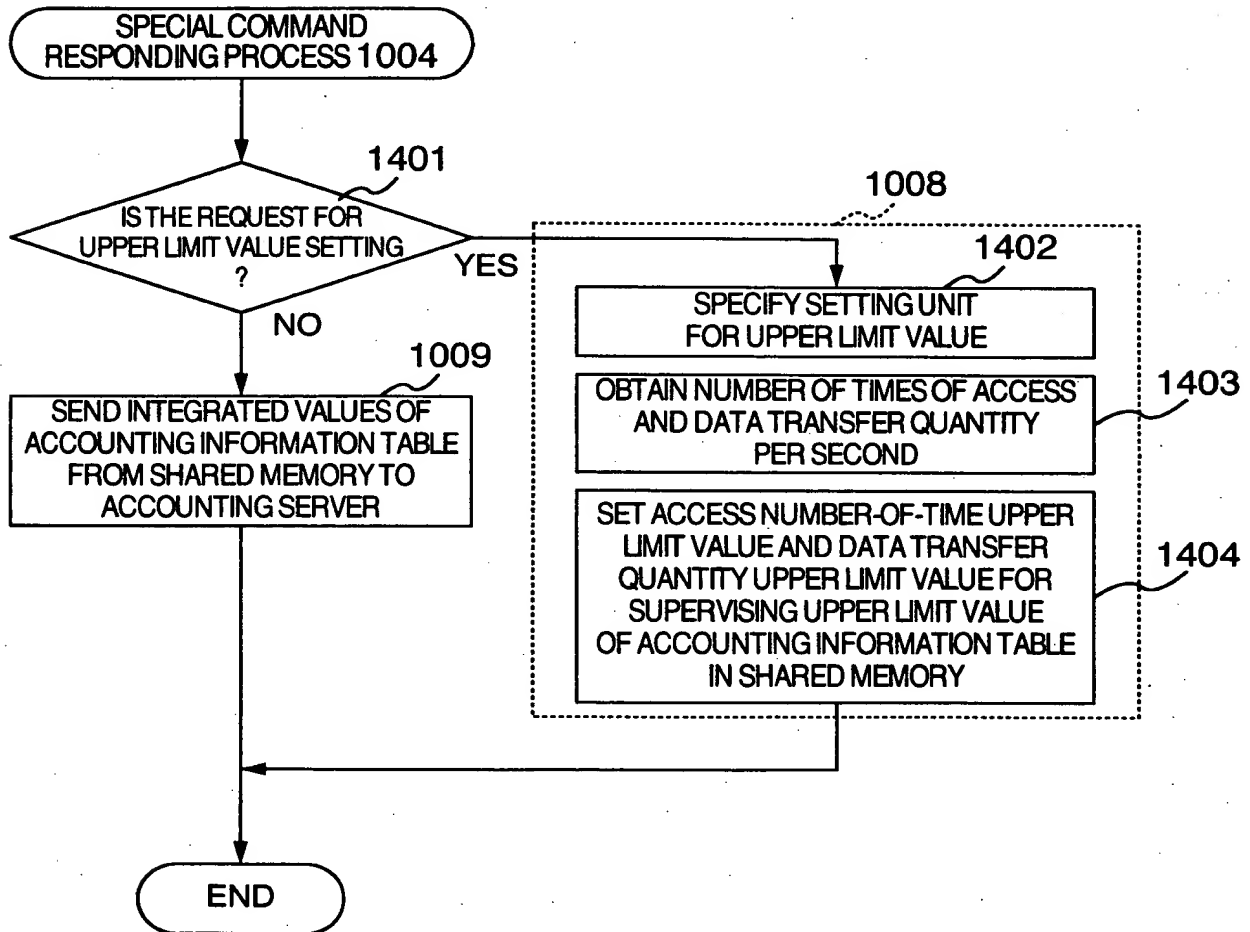 SPECIAL COMMAND
RESPONDING PROCESS 1004
1401
IS THE REQUEST FOR
UPPER LIMIT VALUE SETTING
?
YES
NO
1008
1402
SPECIFY SETTING UNIT
FOR UPPER LIMIT VALUE
1009
SEND INTEGRATED VALUES OF
ACCOUNTING INFORMATION TABLE
FROM SHARED MEMORY TO
ACCOUNTING SERVER
OBTAIN NUMBER OF TIMES OF ACCESS
AND DATA TRANSFER QUANTITY
PER SECOND
1403
SET ACCESS NUMBER-OF-TIME UPPER
LIMIT VALUE AND DATA TRANSFER
QUANTITY UPPER LIMIT VALUE FOR
SUPERVISING UPPER LIMIT VALUE
OF ACCOUNTING INFORMATION TABLE
IN SHARED MEMORY
1404
END